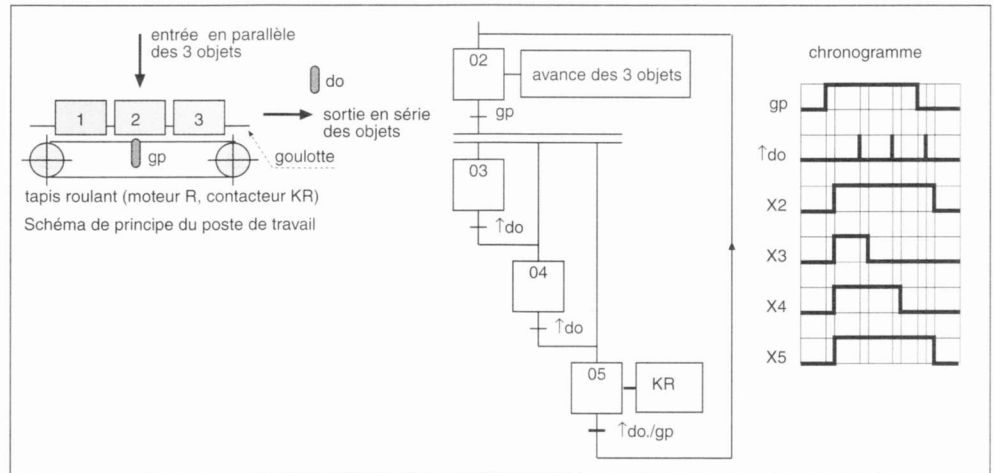 entrée en parallèle
des 3 objets
do
1
2
3
sortie en série
des objets
gp
goulotte
tapis roulant (moteur R, contacteur KR)
Schéma de principe du poste de travail
02
avance des 3 objets
gp
03
↑do
04
↑do
05
KR
↑do./gp
chronogramme
gp
↑do
X2
X3
X4
X5